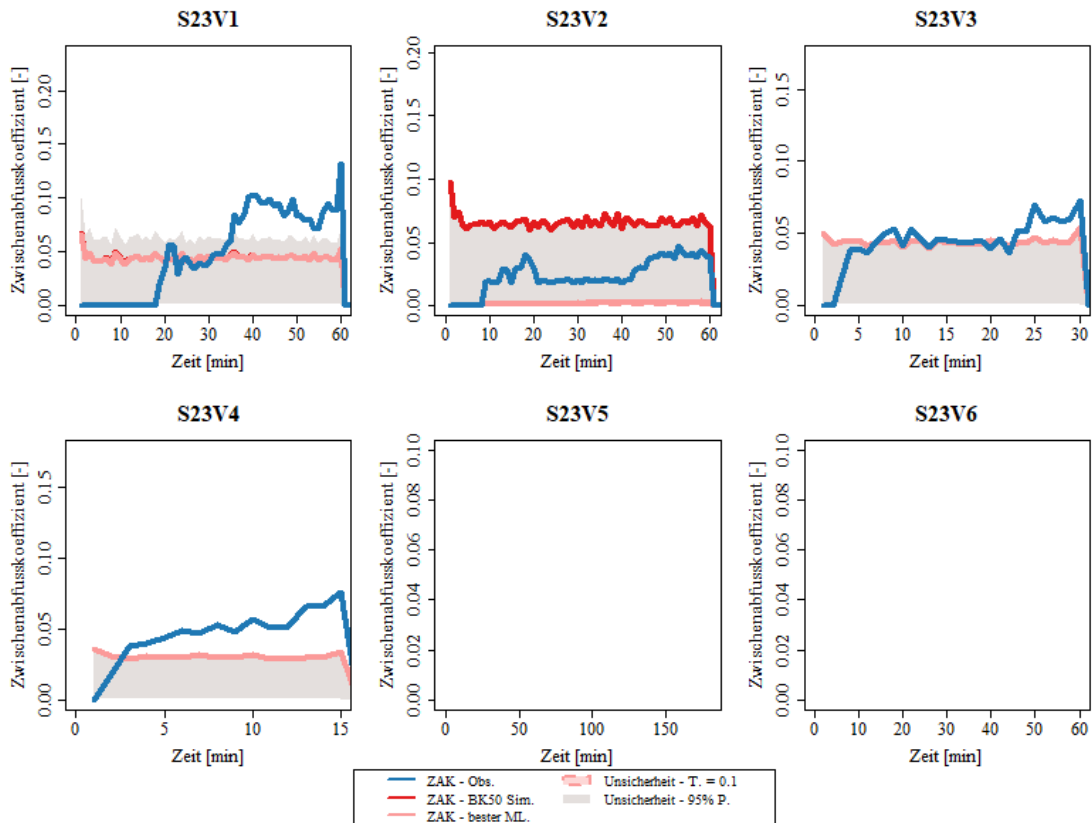 S23V1 S23V2 S23V3
Zwischenabfusskoeffizient [-] Zwischenabfusskoeffizient [-] Zwischenabfusskoeffizient [-]
0.20 0.20
0.15 0.15 0.15
0.10 0.10 0.10
0.05 0.05 0.05
0.00 0.00 0.00
0 10 20 30 40 50 60 0 10 20 30 40 50 60 0 5 10 15 20 25 30
Zeit [min] Zeit [min] Zeit [min]
S23V4 S23V5 S23V6
Zwischenabfusskoeffizient [-] Zwischenabfusskoeffizient [-] Zwischenabfusskoeffizient [-]
0.10 0.10
0.15 0.08 0.08
0.10 0.06 0.06
0.05 0.04 0.04
0.02 0.02
0.00 0.00 0.00
0 5 10 15 0 50 100 150 0 10 20 30 40 50 60
Zeit [min] Zeit [min] Zeit [min]
ZAK - Obs. Unsicherheit - T. = 0.1
ZAK - BK50 Sim. Unsicherheit - 95% P.
ZAK - bester ML.